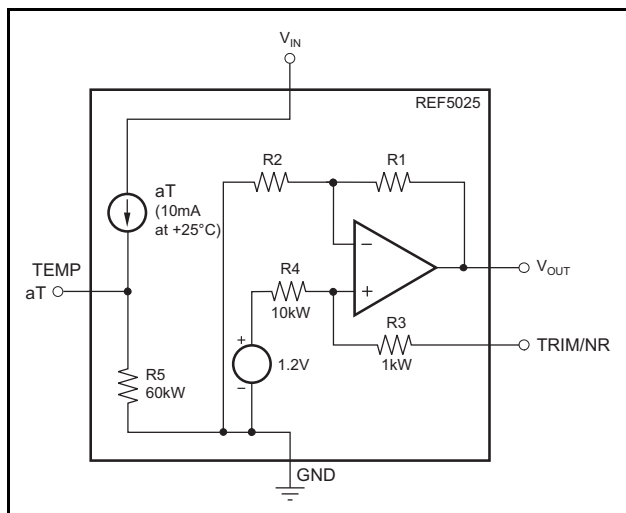 V_IN
REF5025
R2
R1
aT
(10mA
at +25°C)
−
TEMP
aT
R4
+
V_OUT
10kW
R3
+
1.2V
1kW
TRIM/NR
R5
60kW
−
GND